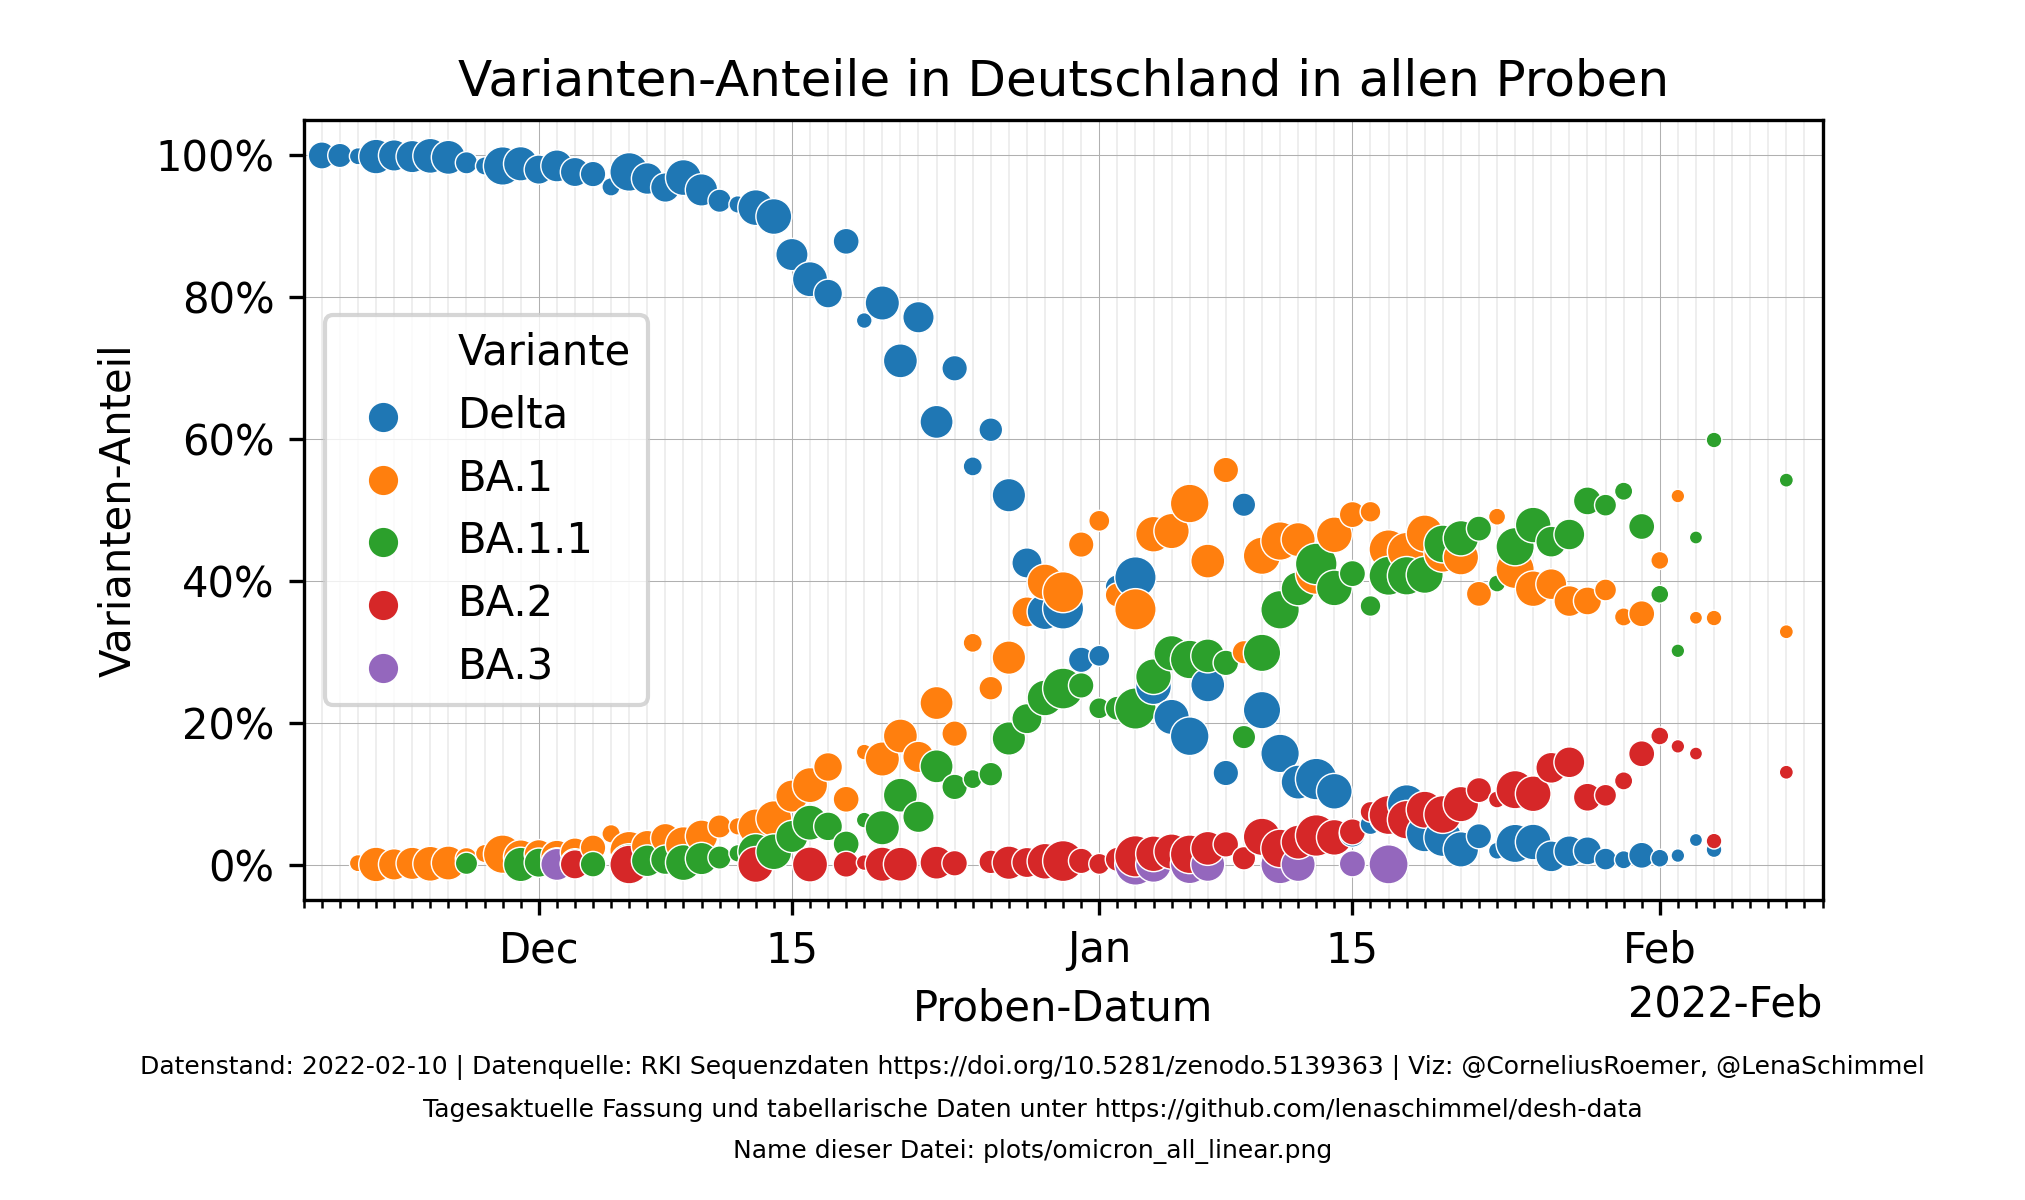 Varianten-Anteile in Deutschland in allen Proben
100%
80%
60%
40%
20%
0%
Varianten-Anteil
Variante
Delta
BA.1
BA.1.1
BA.2
BA.3
Dec
15
Jan
15
Feb
2022-Feb
Proben-Datum
Datenstand: 2022-02-10 | Datenquelle: RKI Sequenzdaten https://doi.org/10.5281/zenodo.5139363 | Viz: @CorneliusRoemer, @LenaSchimmel
Tagesaktuelle Fassung und tabellarische Daten unter https://github.com/lenaschimmel/desh-data
Name dieser Datei: plots/omicron_all_linear.png